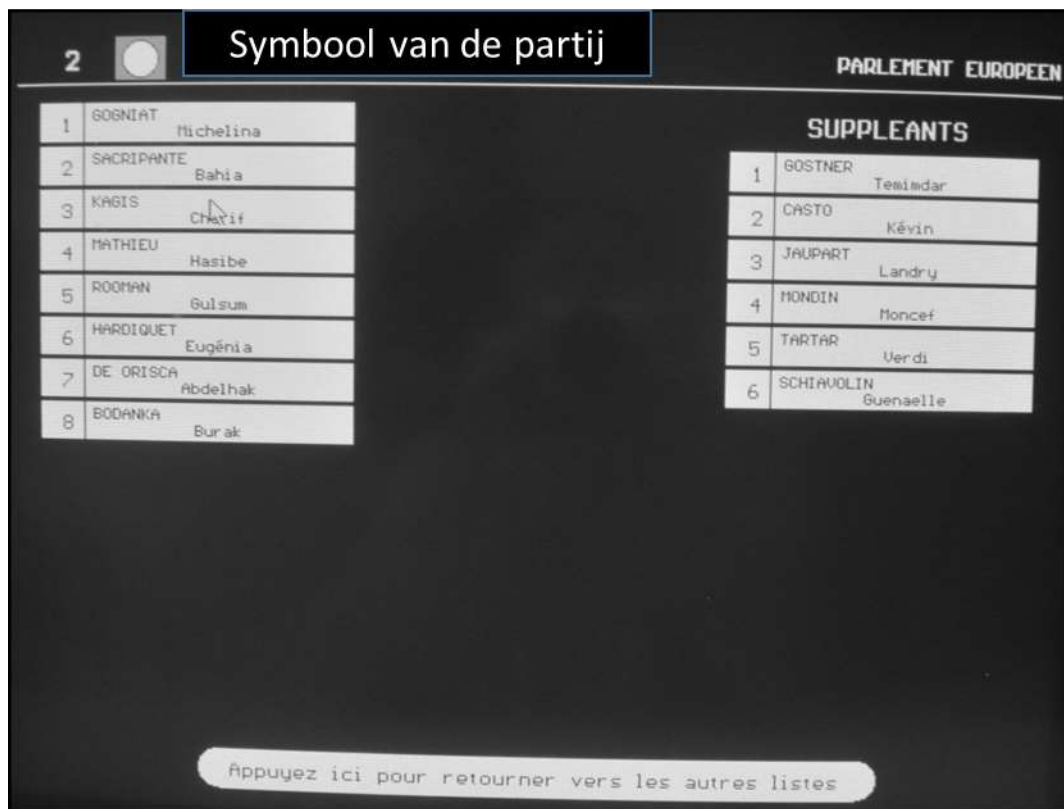 2
Symbool van de partij
PARLEMENT EUROPEEN
1 GOGNIAT
Michelina
2 SACRIPANTE
Bahia
3 KAGIS
Cherif
4 MATHIEU
Hasibe
5 ROOMAN
Gulsum
6 HARDIQUET
Eugénia
7 DE ORISCA
Abdelhak
8 BODANKA
Burak
SUPPLEANTS
1 GOSTNER
Temimdar
2 CASTO
Kévin
3 JAUPART
Landry
4 MONDIN
Moncef
5 TARTAR
Verdi
6 SCHIAVOLIN
Guenaelle
Appuyez ici pour retourner vers les autres listes